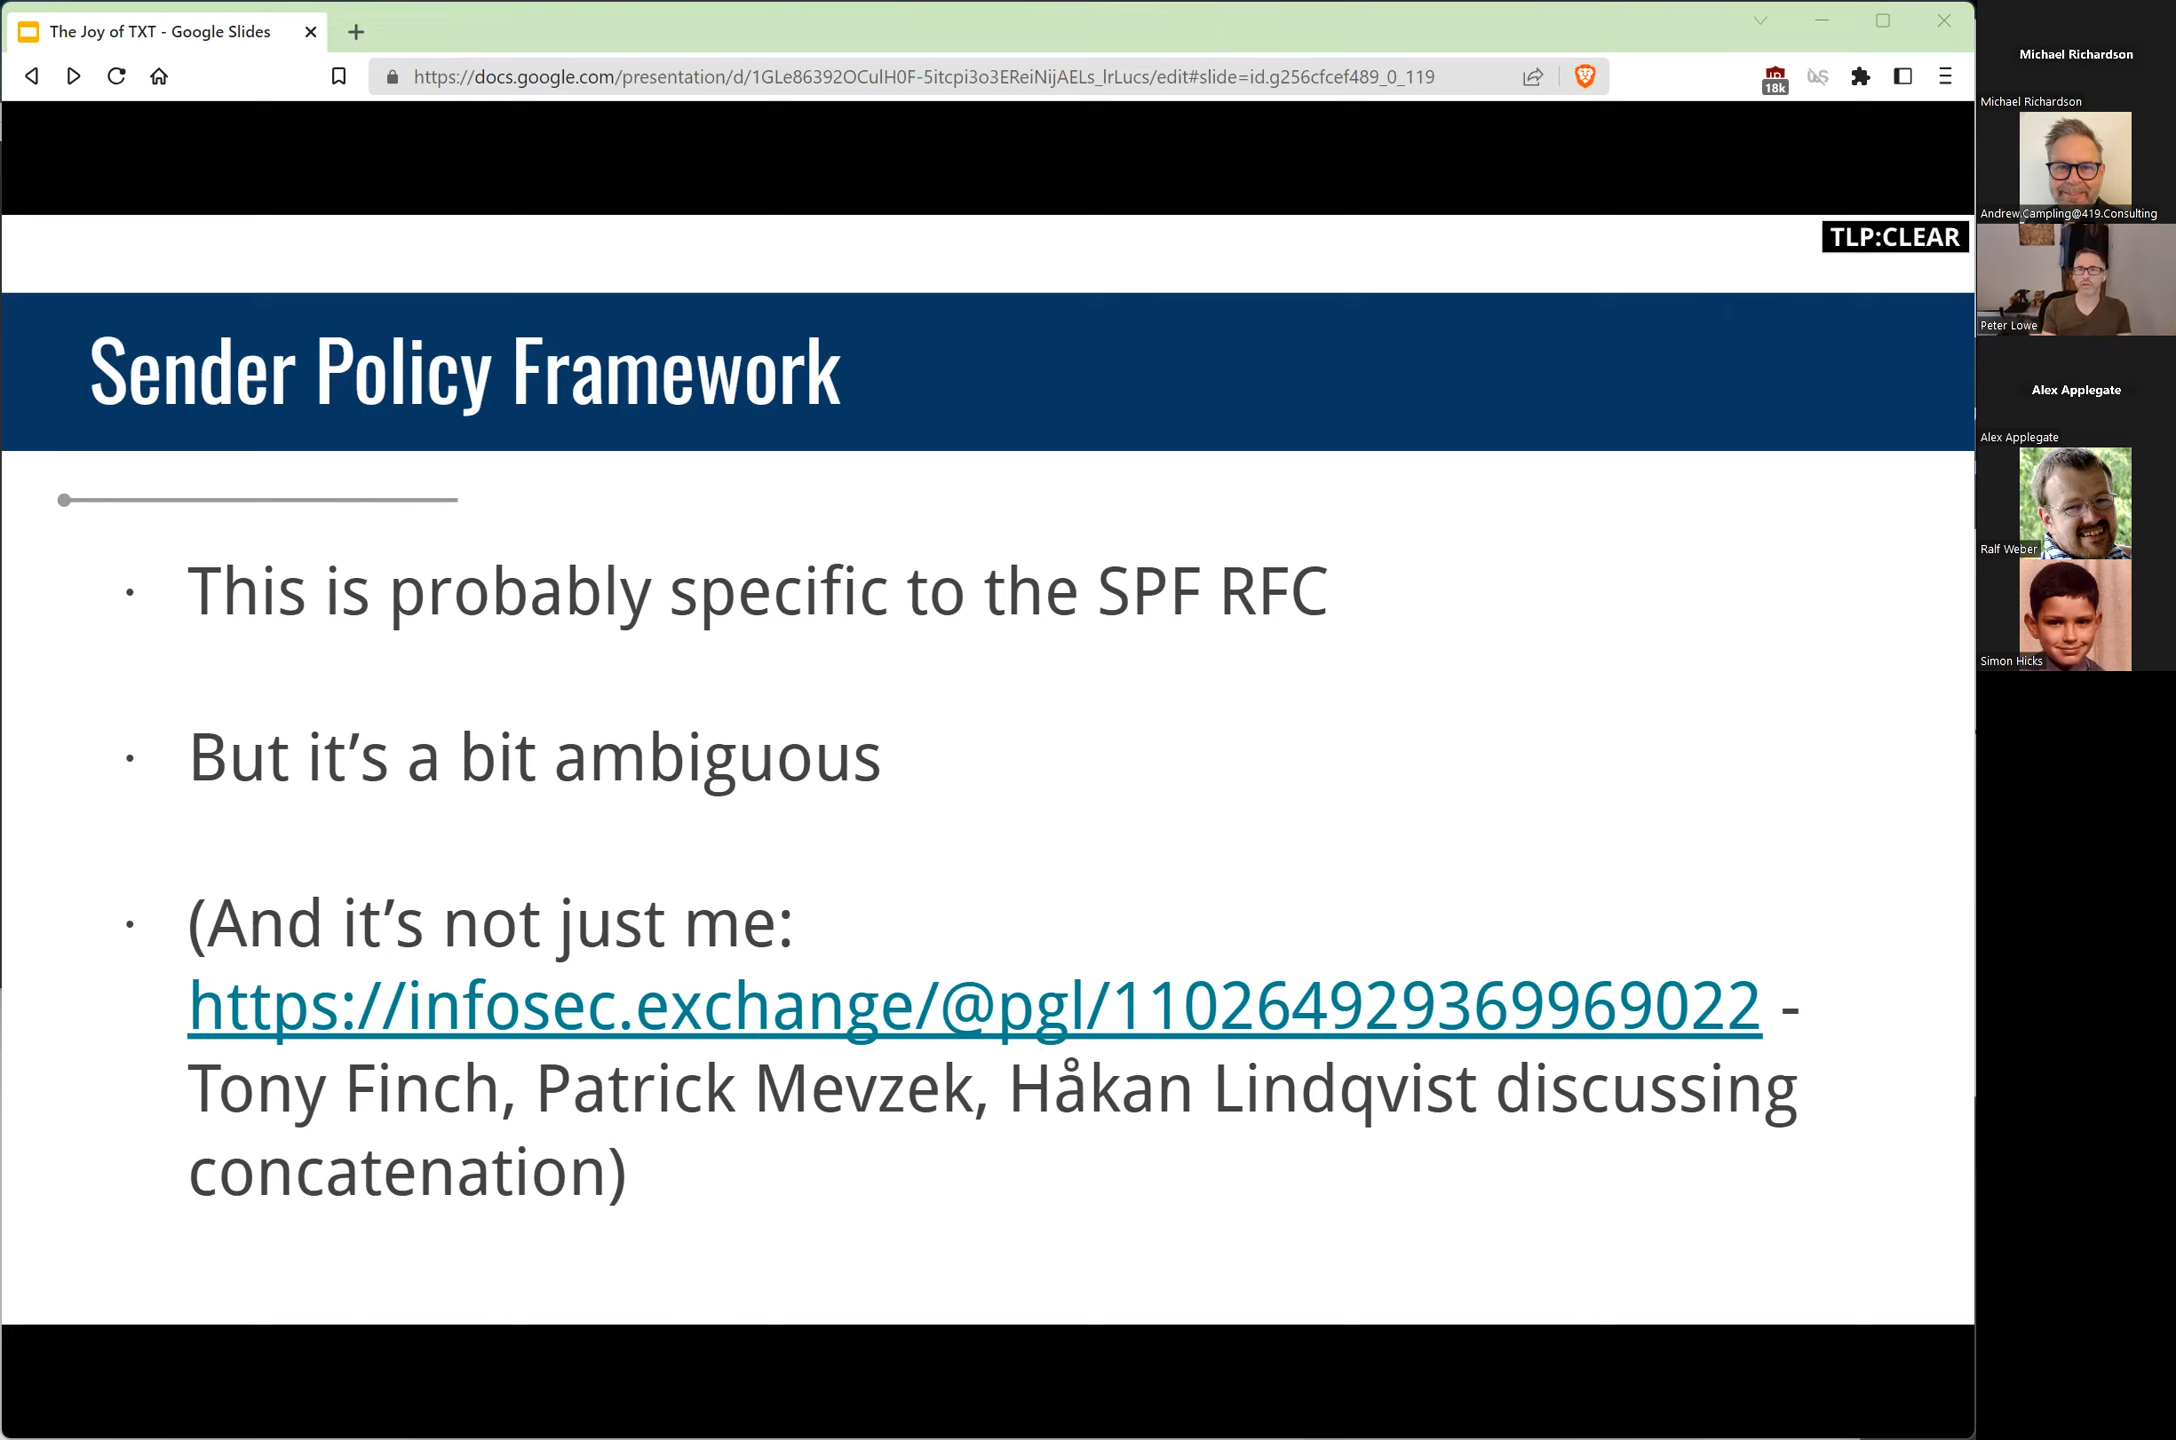 The Joy of TXT - Google Slides
https://docs.google.com/presentation/d/1GLe86392OCulH0F-5itcpi3o3EReiNijAELs_lrLucs/edit#slide=id.g256cfcef489_0_119
18k
TLP:CLEAR
Sender Policy Framework
· This is probably specific to the SPF RFC
· But it’s a bit ambiguous
· (And it’s not just me:
https://infosec.exchange/@pgl/110264929369969022 -
Tony Finch, Patrick Mevzek, Håkan Lindqvist discussing
concatenation)
Michael Richardson
Michael Richardson
Andrew.Campling@419.Consulting
Peter Lowe
Alex Applegate
Alex Applegate
Ralf Weber
Simon Hicks